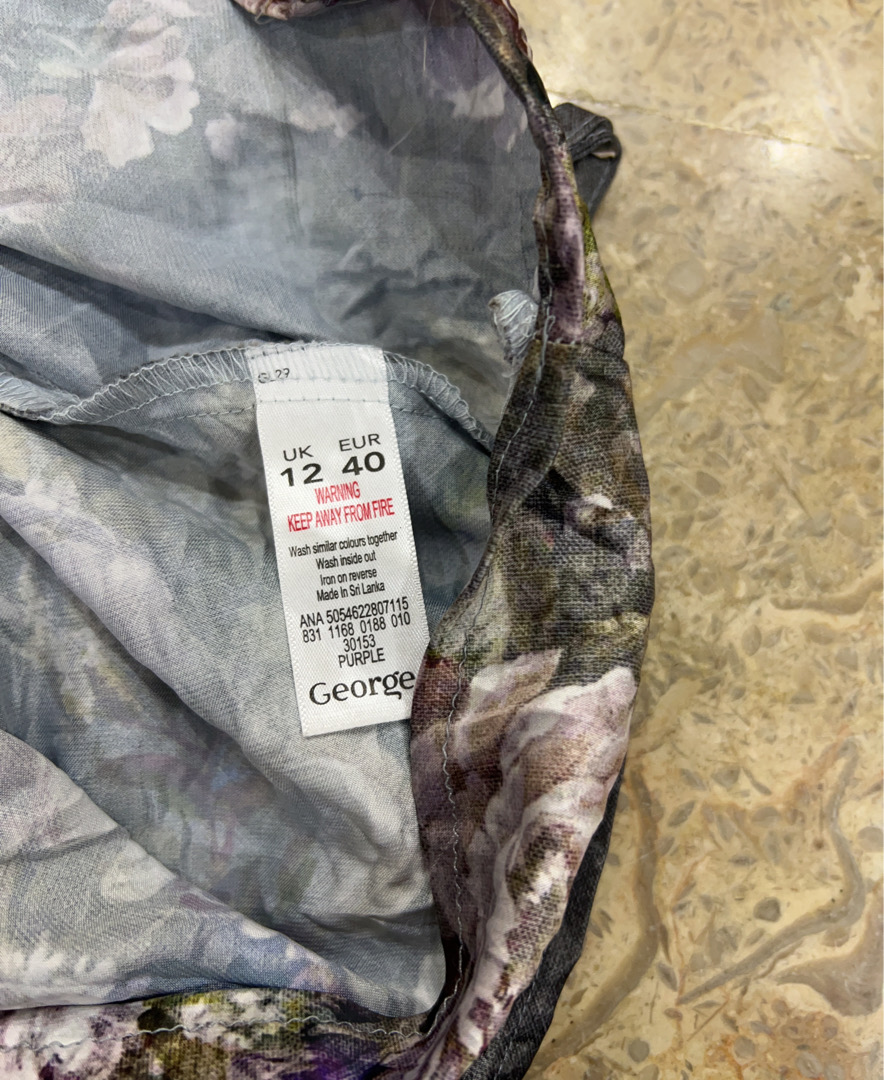 GL27
UK EUR
12 40
WARNING
KEEP AWAY FROM FIRE
Wash similar colours together
Wash inside out
Iron on reverse
Made In Sri Lanka
ANA 5054622807115
831 1168 0188 010
30153
PURPLE
George